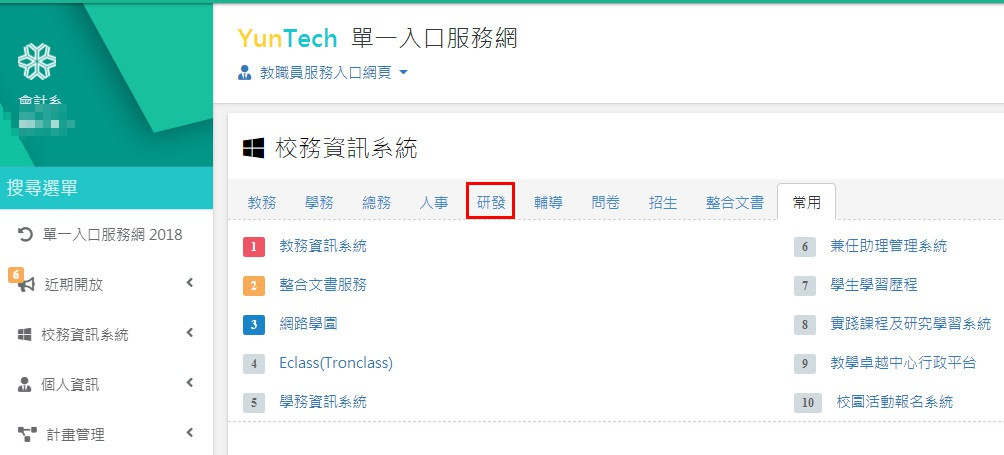 YunTech 單一入口服務網
教職員服務入口網頁
會計系
搜尋選單
單一入口服務網 2018
6 近期開放
校務資訊系統
個人資訊
計畫管理
校務資訊系統
教務 學務 總務 人事 研發 輔導 問卷 招生 整合文書 常用
1 教務資訊系統
2 整合文書服務
3 網路學園
4 Eclass(Tronclass)
5 學務資訊系統
6 兼任助理管理系統
7 學生學習歷程
8 實踐課程及研究學習系統
9 教學卓越中心行政平台
10 校園活動報名系統